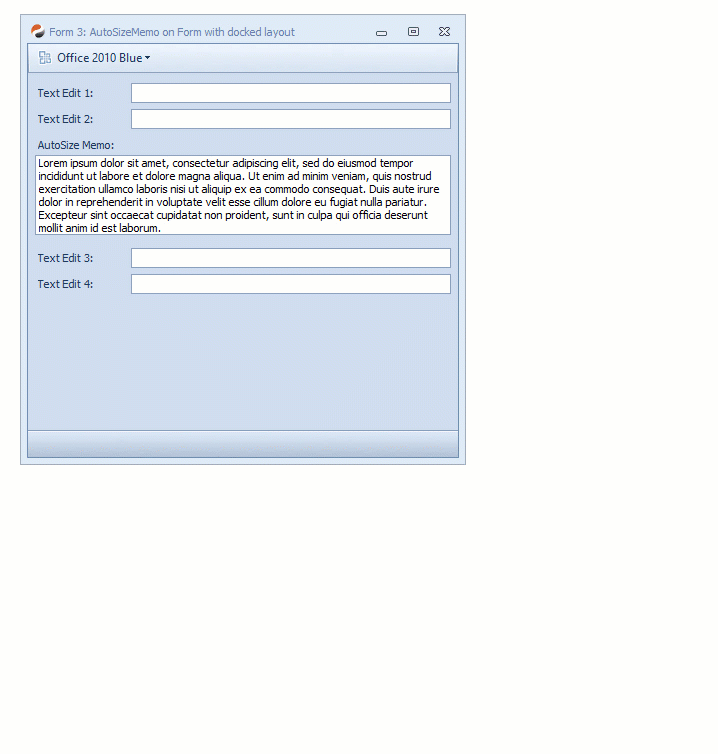 Form 3: AutoSizeMemo on Form with docked layout
Office 2010 Blue
Text Edit 1:
Text Edit 2:
AutoSize Memo:
Lorem ipsum dolor sit amet, consectetur adipiscing elit, sed do eiusmod tempor
incididunt ut labore et dolore magna aliqua. Ut enim ad minim veniam, quis nostrud
exercitation ullamco laboris nisi ut aliquip ex ea commodo consequat. Duis aute irure
dolor in reprehenderit in voluptate velit esse cillum dolore eu fugiat nulla pariatur.
Excepteur sint occaecat cupidatat non proident, sunt in culpa qui officia deserunt
mollit anim id est laborum.
Text Edit 3:
Text Edit 4: